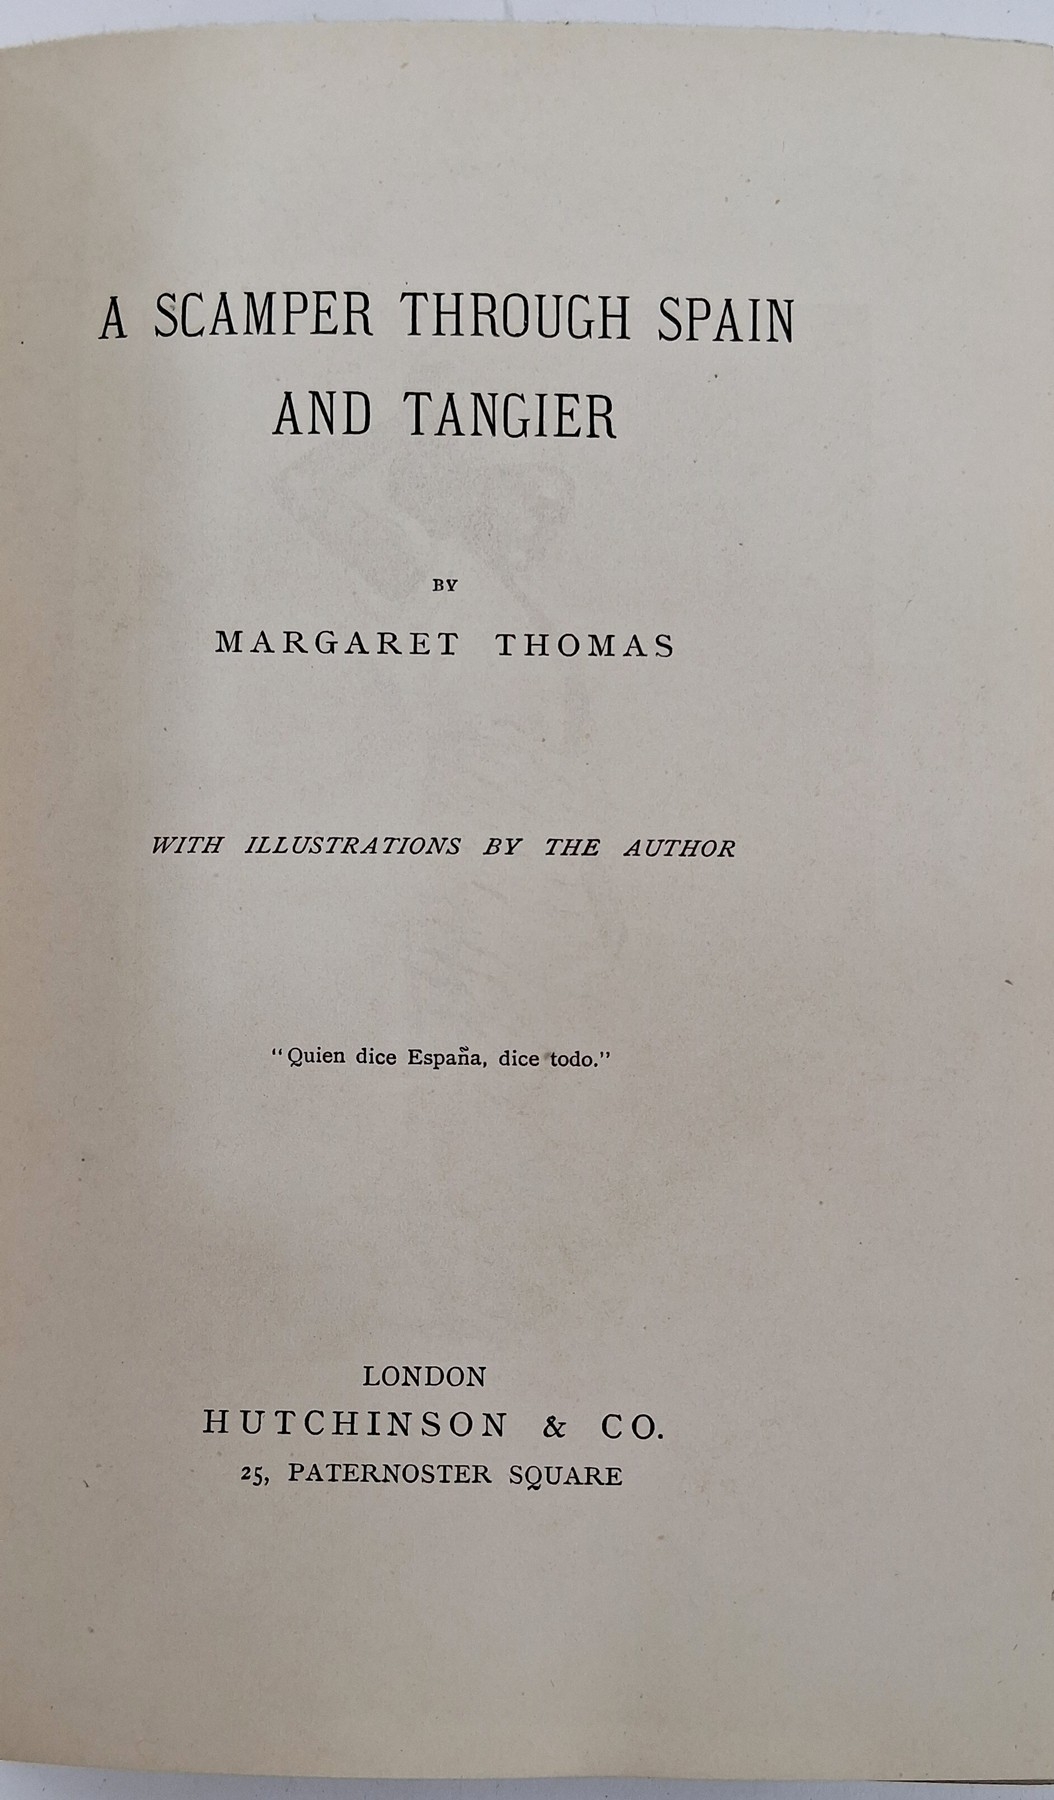 A SCAMPER THROUGH SPAIN
AND TANGIER
BY
MARGARET THOMAS
WITH ILLUSTRATIONS BY THE AUTHOR
“Quien dice España, dice todo.”
LONDON
HUTCHINSON & CO.
25, PATERNOSTER SQUARE